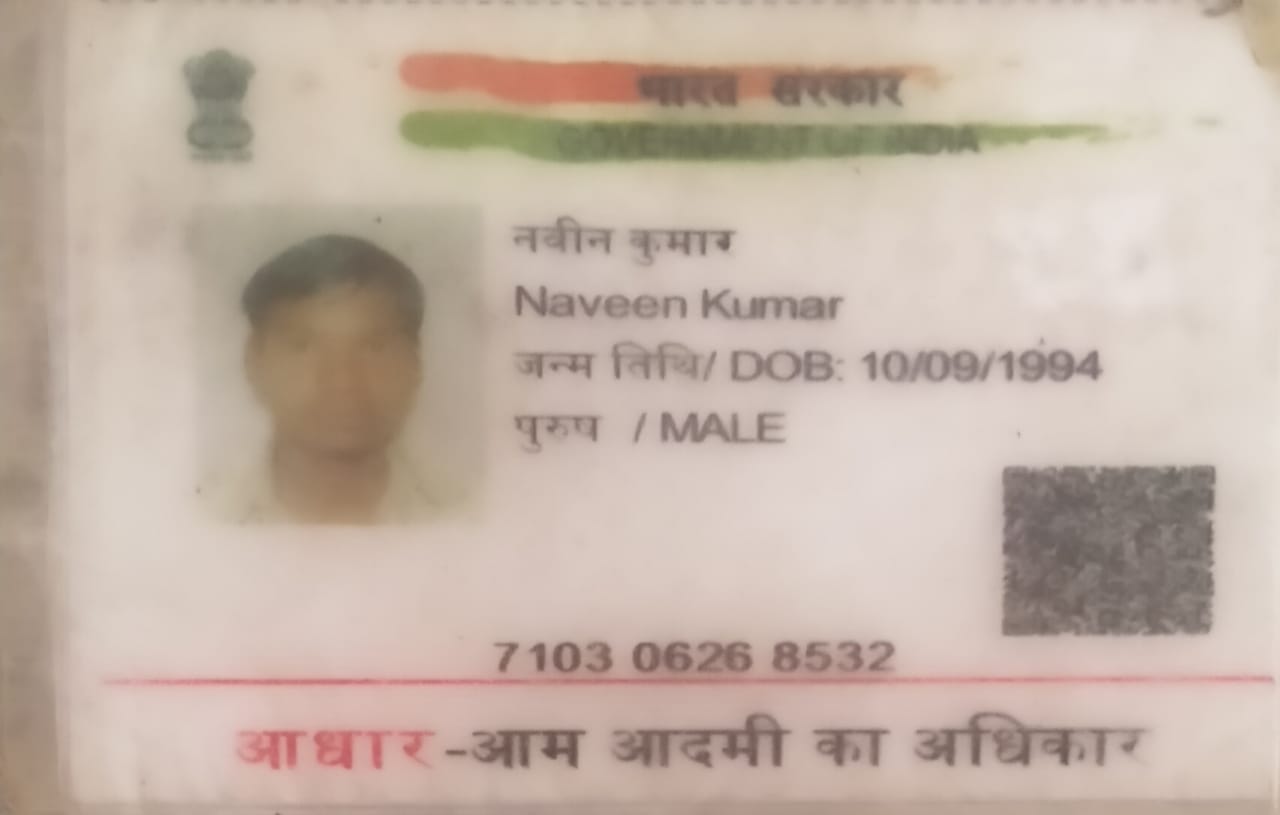 भारत सरकार
GOVERNMENT OF INDIA
नवीन कुमार
Naveen Kumar
जन्म तिथि/ DOB: 10/09/1994
पुरुष / MALE
7103 0626 8532
आधार-आम आदमी का अधिकार